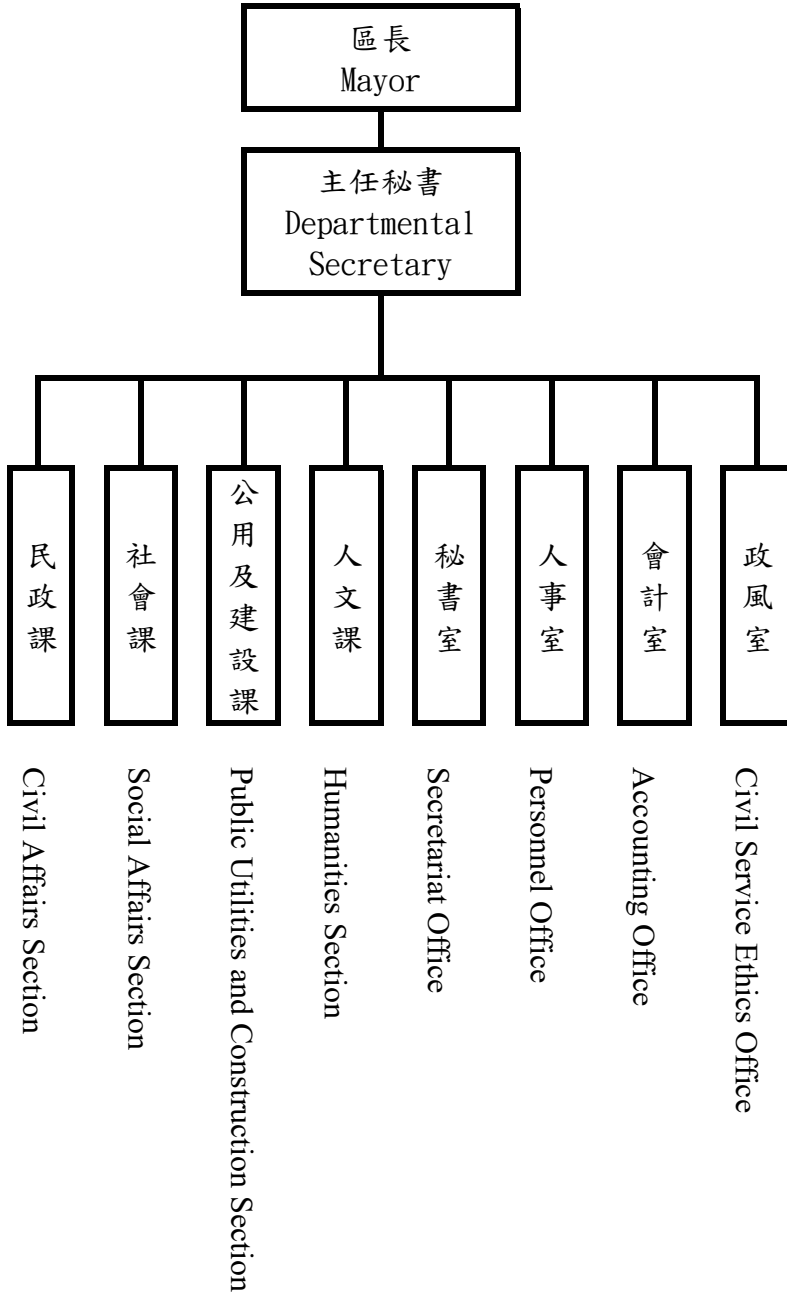 區長
Mayor
主任秘書
Departmental
Secretary
民政課
社會課
公用及建設課
人文課
秘書室
人事室
會計室
政風室
Civil Affairs Section
Social Affairs Section
Public Utilities and Construction Section
Humanities Section
Secretariat Office
Personnel Office
Accounting Office
Civil Service Ethics Office